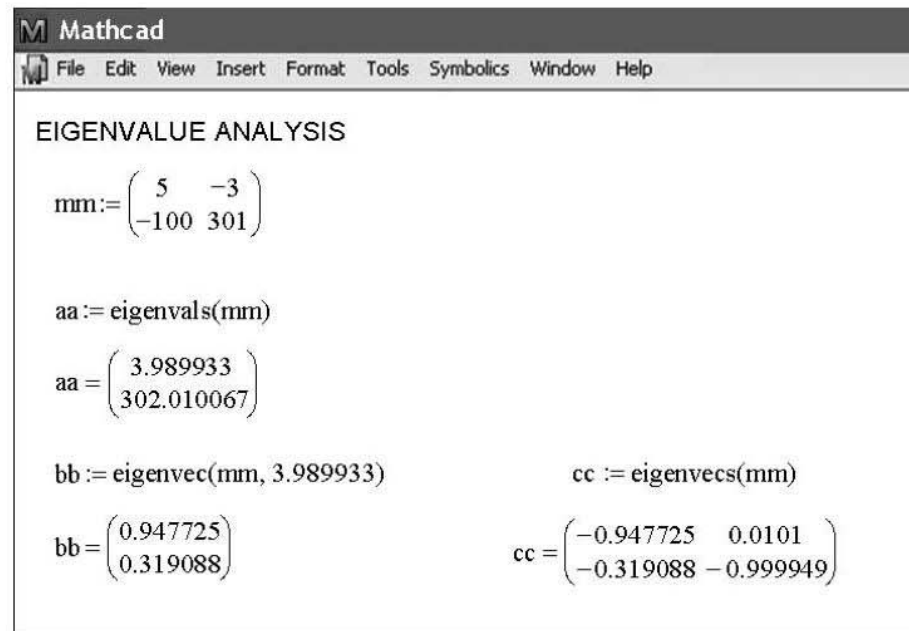 Mathcad
File Edit View Insert Format Tools Symbolics Window Help
EIGENVALUE ANALYSIS
mm := ( 5 −3
−100 301 )
aa := eigenvals(mm)
aa = ( 3.989933
302.010067 )
bb := eigenvec(mm, 3.989933) cc := eigenvecs(mm)
bb = ( 0.947725
0.319088 )
cc = ( −0.947725 0.0101
−0.319088 −0.999949 )